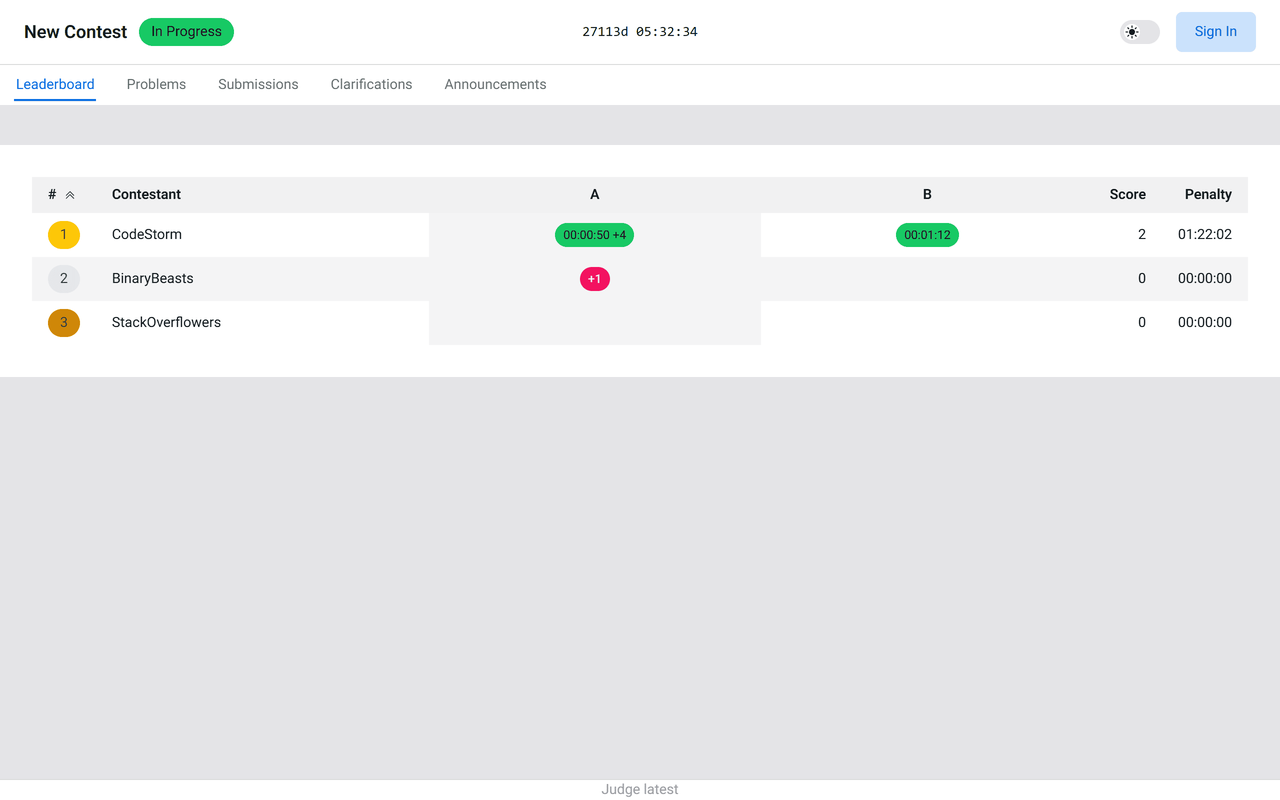 New Contest In Progress 27113d 05:32:34 Sign In
Leaderboard Problems Submissions Clarifications Announcements
# Contestant A B Score Penalty
1 CodeStorm 00:00:50 +4 00:01:12 2 01:22:02
2 BinaryBeasts +1 0 00:00:00
3 StackOverflowers 0 00:00:00
Judge latest